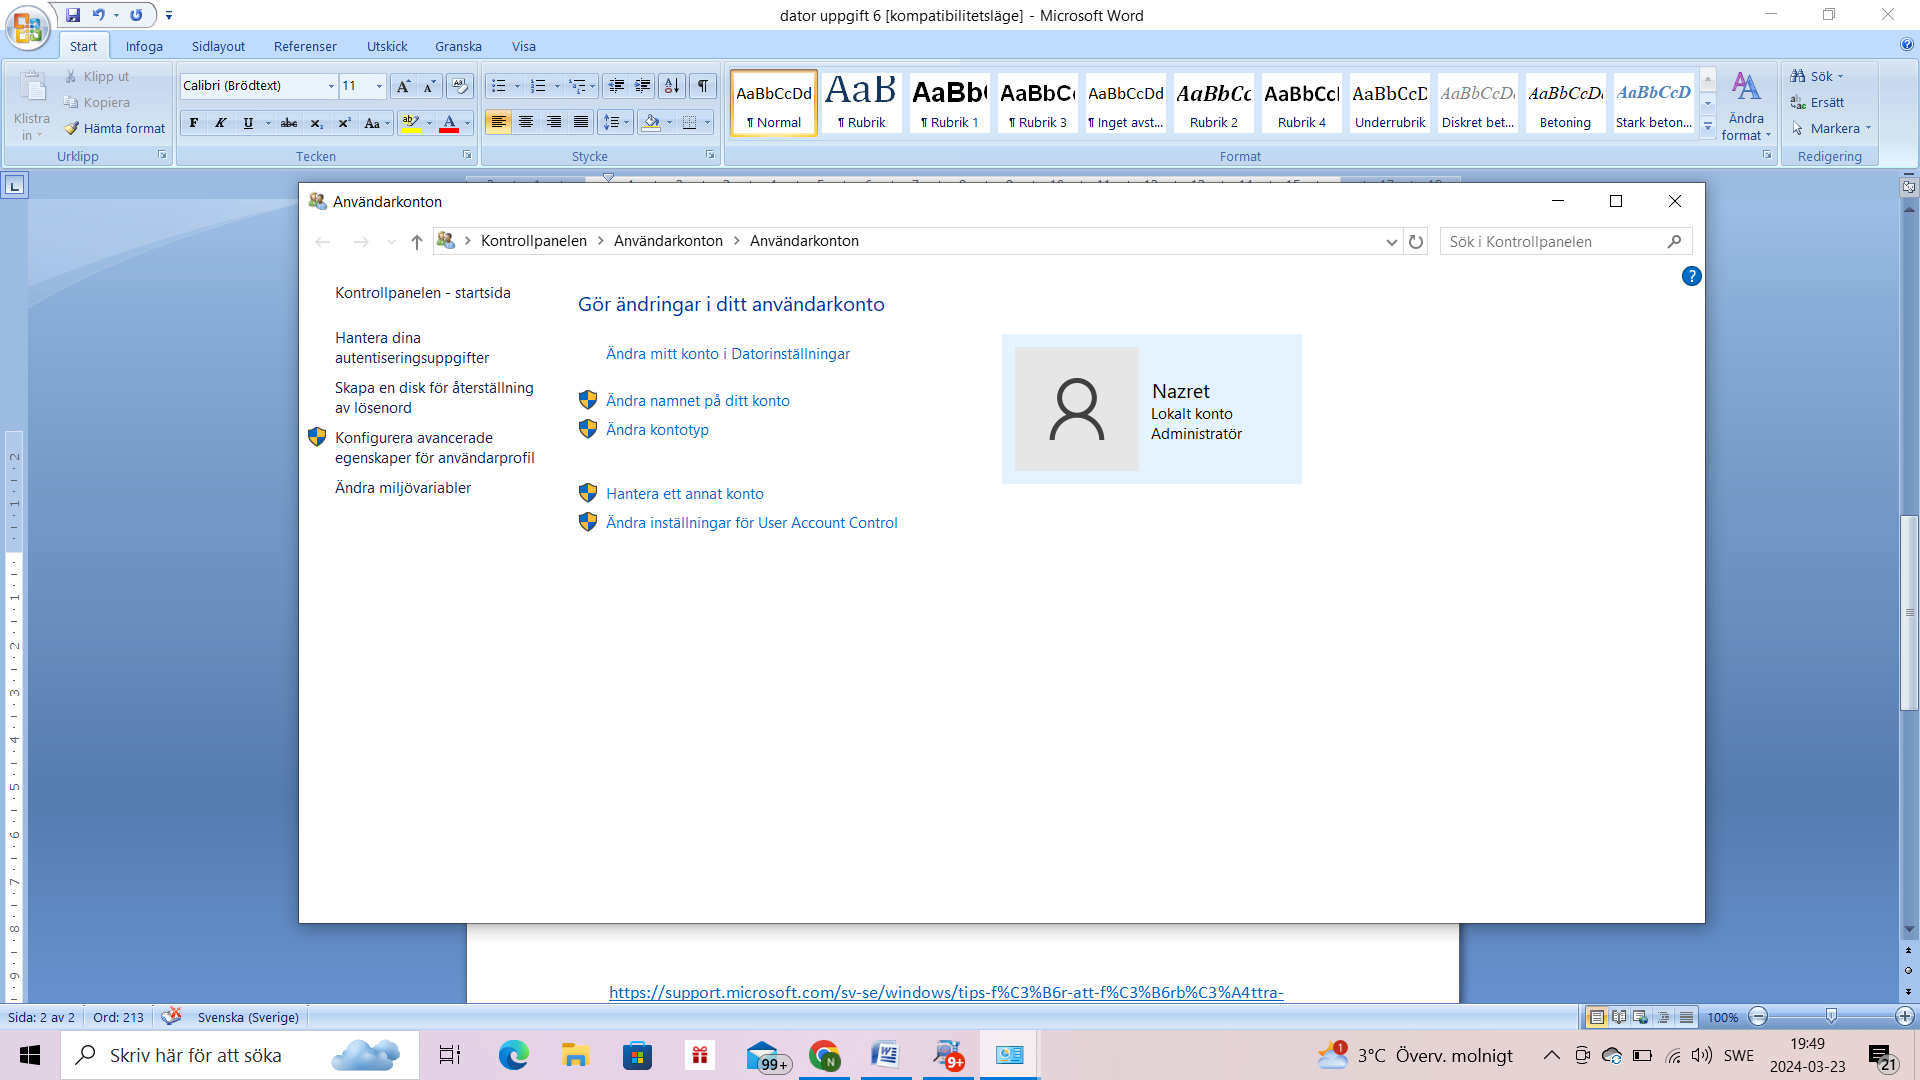 dator uppgift 6 [kompatibilitetsläge] - Microsoft Word
Start Infoga Sidlayout Referenser Utskick Granska Visa
Klistra in
Klipp ut
Kopiera
Hämta format
Urklipp
Calibri (Brödtext) 11
F K U abc x₂ x² Aa ab A
Tecken
Stycke
AaBbCcDd AaB AaBb( AaBbC( AaBbCcDd AaBbCc AaBbCcl AaBbCcD AaBbCcD AaBbCcD AaBbCcD
¶ Normal ¶ Rubrik ¶ Rubrik 1 ¶ Rubrik 3 ¶ Inget avst... Rubrik 2 Rubrik 4 Underrubrik Diskret bet... Betoning Stark beton...
Format
Ändra format
Sök
Ersätt
Markera
Redigering
Användarkonton
Kontrollpanelen > Användarkonton > Användarkonton
Sök i Kontrollpanelen
Kontrollpanelen - startsida
Hantera dina
autentiseringsuppgifter
Skapa en disk för återställning
av lösenord
Konfigurera avancerade
egenskaper för användarprofil
Ändra miljövariabler
Gör ändringar i ditt användarkonto
Ändra mitt konto i Datorinställningar
Ändra namnet på ditt konto
Ändra kontotyp
Hantera ett annat konto
Ändra inställningar för User Account Control
Nazret
Lokalt konto
Administratör
https://support.microsoft.com/sv-se/windows/tips-f%C3%B6r-att-f%C3%B6rb%C3%A4ttra-
Sida: 2 av 2 Ord: 213 Svenska (Sverige) 100%
Skriv här för att söka
99+
N
9+
1
3°C Överv. molnigt
SWE
19:49
2024-03-23
21